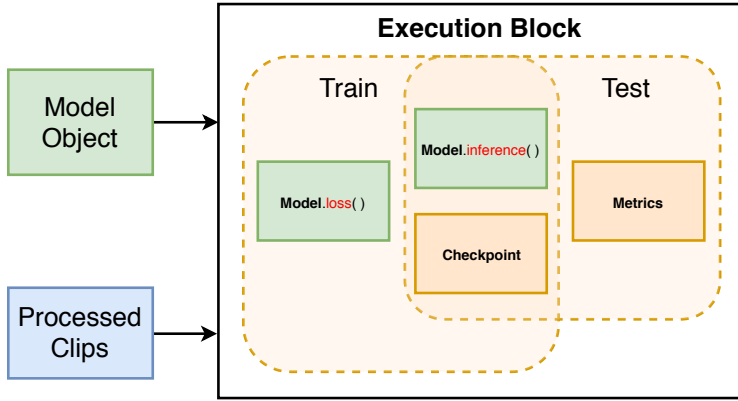 Execution Block
Train
Test
Model
Object
Model.inference( )
Model.loss( )
Metrics
Checkpoint
Processed
Clips